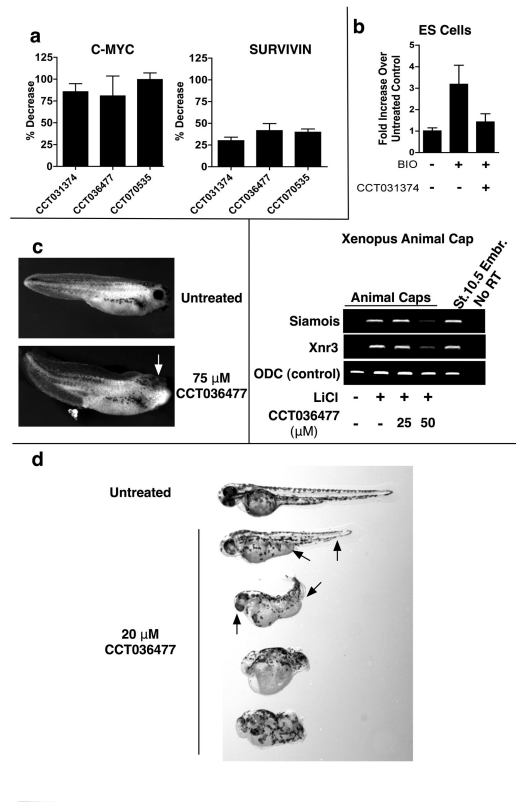 a
C-MYC
125
100
75
50
25
0
% Decrease
CCT031374
CCT036477
CCT070535
SURVIVIN
125
100
75
50
25
0
% Decrease
CCT031374
CCT036477
CCT070535
b
ES Cells
5
4
3
2
1
0
Fold Increase Over
Untreated Control
BIO - + +
CCT031374 - - +
c
Untreated
75 μM
CCT036477
Xenopus Animal Cap
Animal Caps
St.10.5 Embr.
No RT
Siamois
Xnr3
ODC (control)
LiCl - + + +
CCT036477 - - 25 50
(μM)
d
Untreated
20 μM
CCT036477